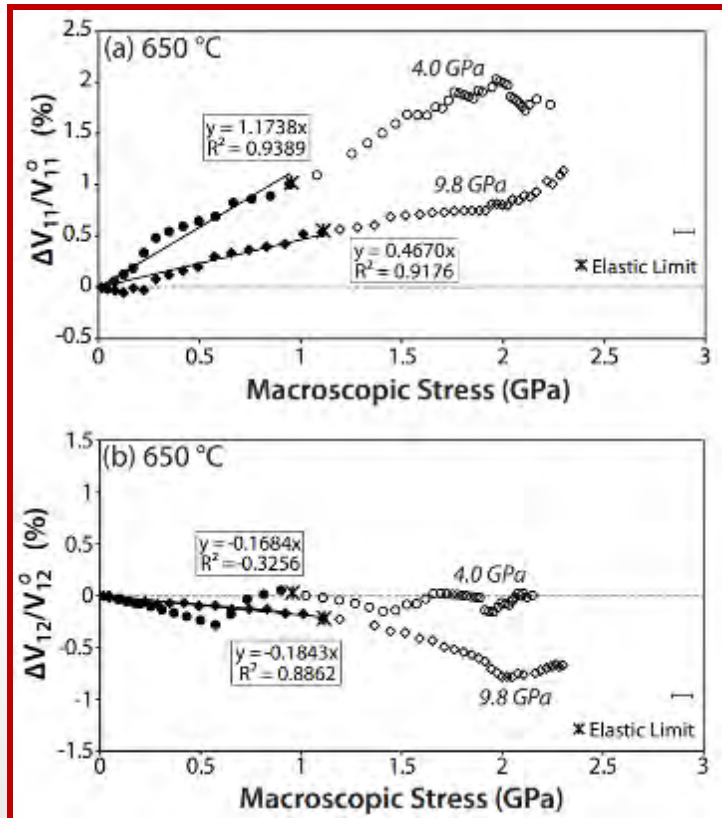 (a) 650 °C
4.0 GPa
y = 1.1738x
R² = 0.9389
9.8 GPa
y = 0.4670x
R² = 0.9176
Elastic Limit
ΔV₁₁/V₁₁° (%)
2.5
2
1.5
1
0.5
0
-0.5
0 0.5 1 1.5 2 2.5 3
Macroscopic Stress (GPa)
(b) 650 °C
y = -0.1684x
R² = -0.3256
4.0 GPa
y = -0.1843x
R² = 0.8862
9.8 GPa
Elastic Limit
ΔV₁₂/V₁₂° (%)
1.5
1
0.5
0
-0.5
-1
-1.5
0 0.5 1 1.5 2 2.5 3
Macroscopic Stress (GPa)